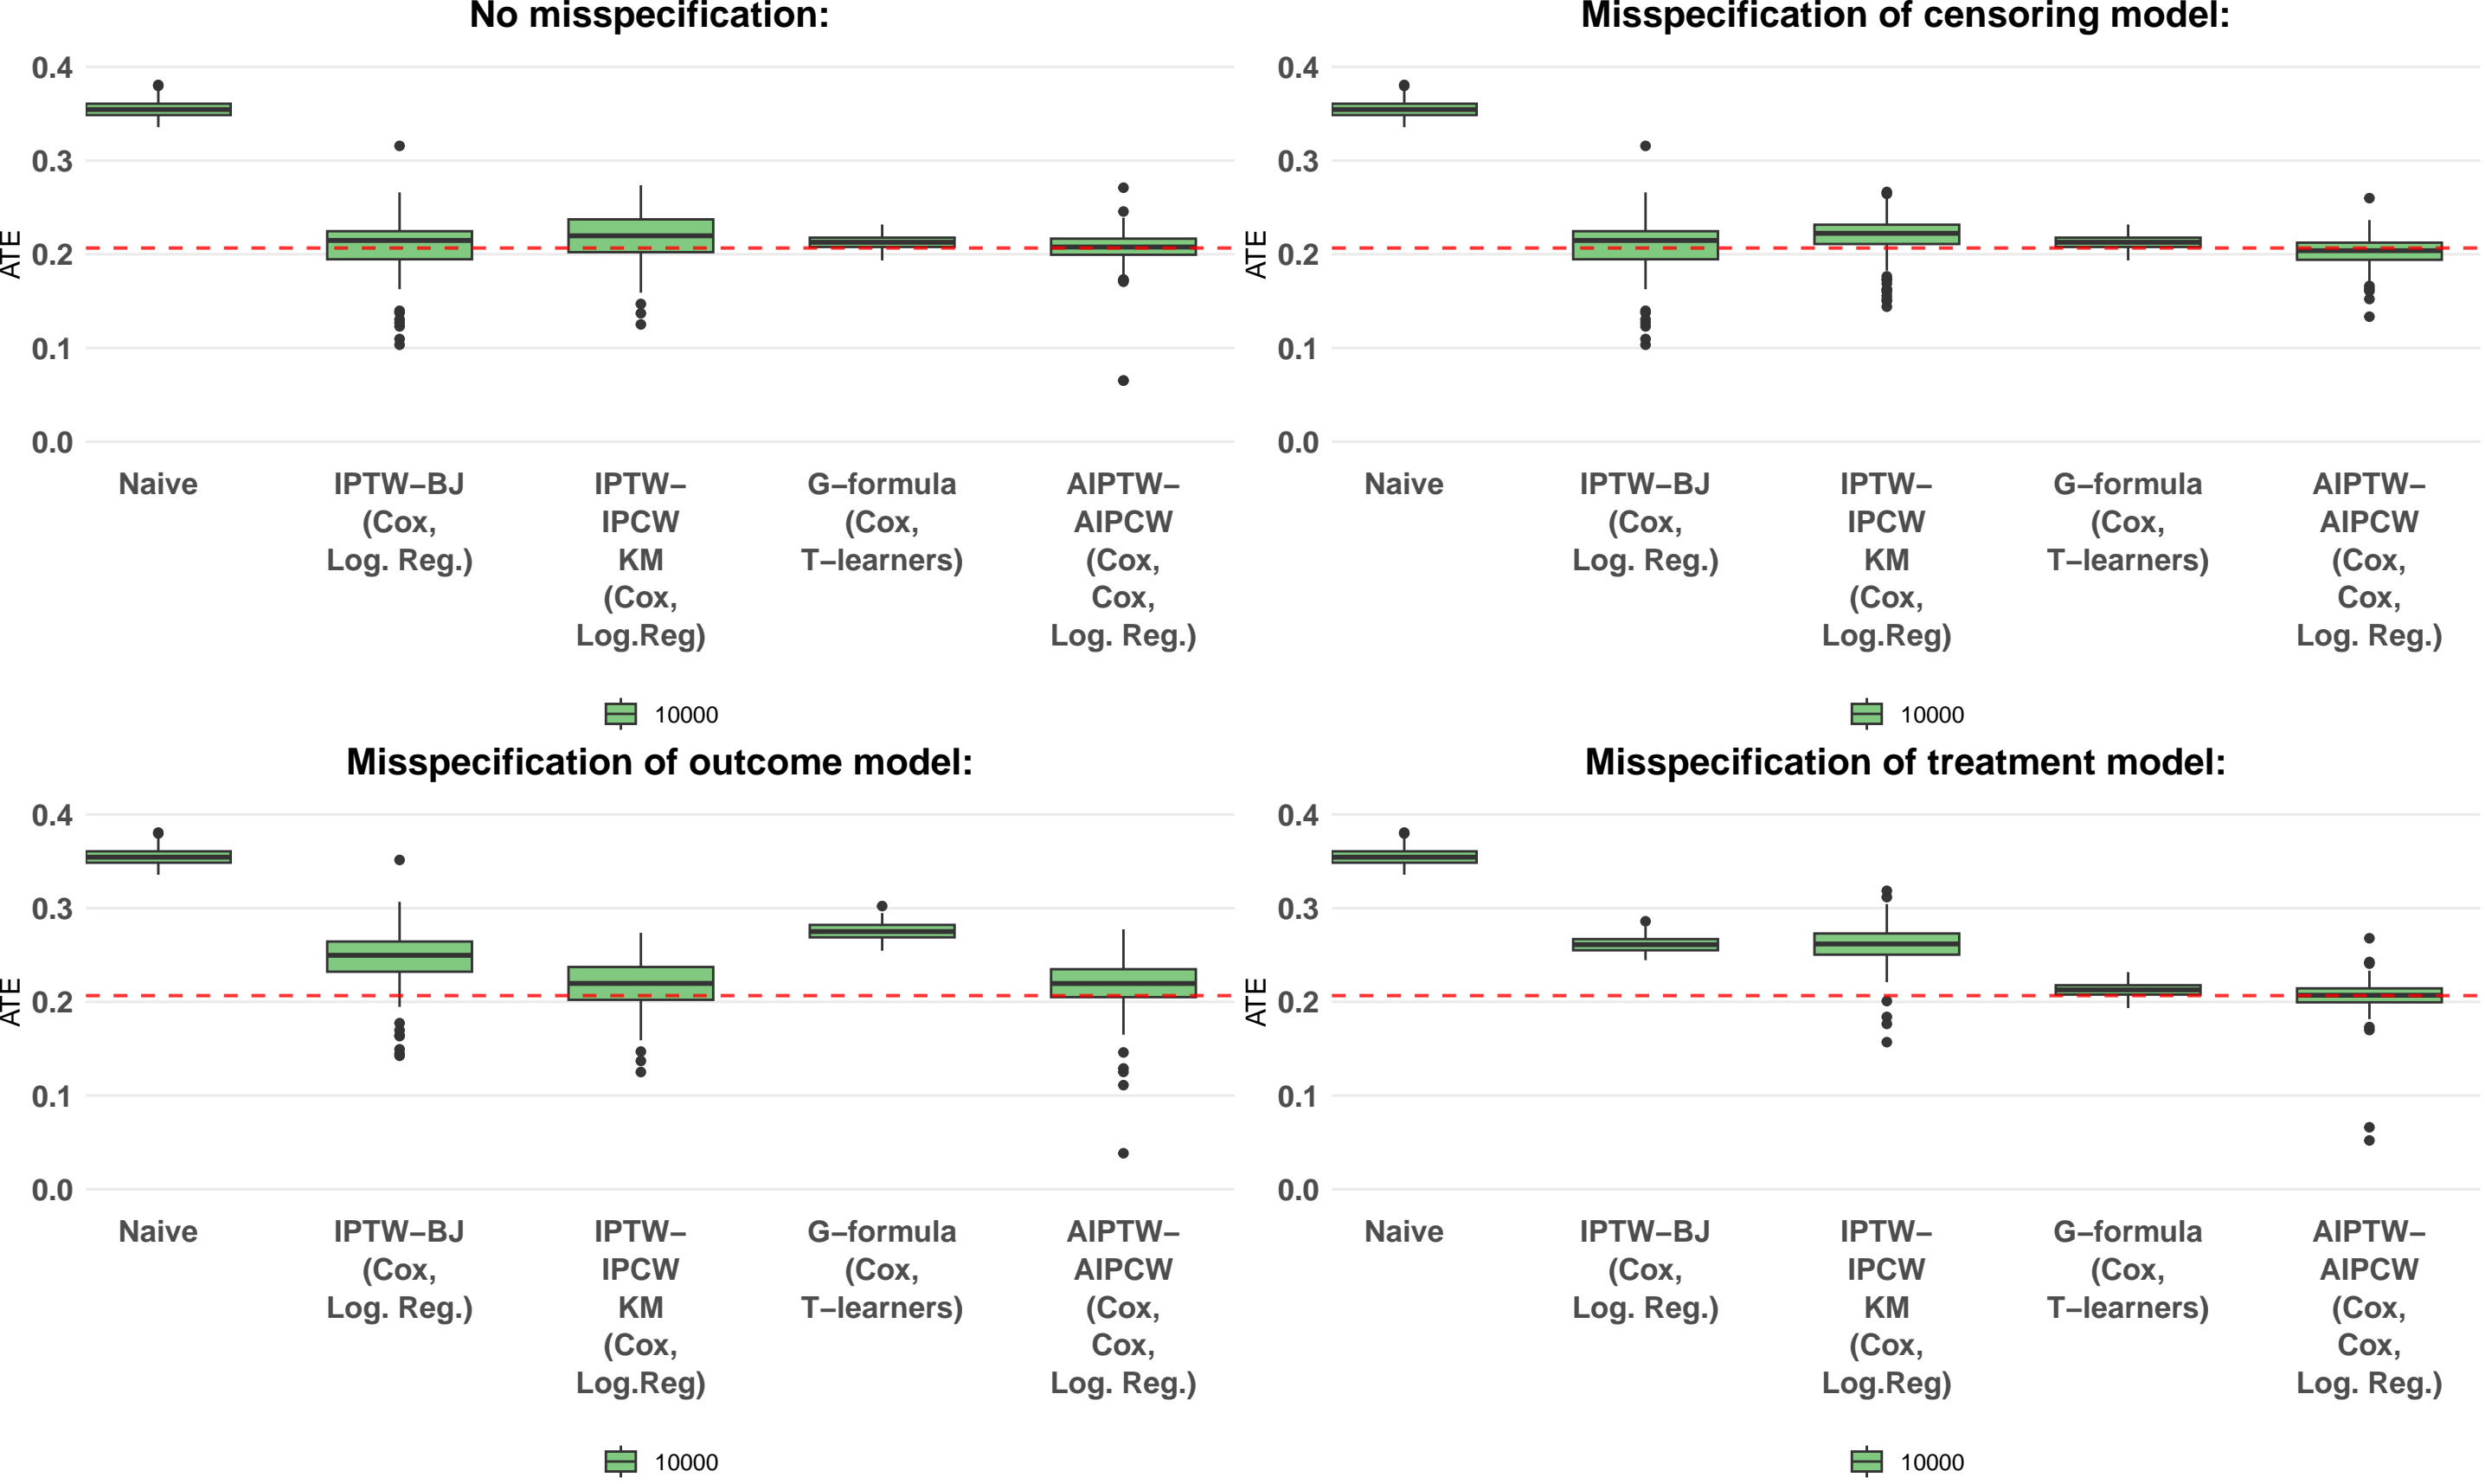 No misspecification:
ATE
0.4
0.3
0.2
0.1
0.0
Naive
IPTW–BJ
(Cox,
Log. Reg.)
IPTW–
IPCW
KM
(Cox,
Log.Reg)
G–formula
(Cox,
T–learners)
AIPTW–
AIPCW
(Cox,
Cox,
Log. Reg.)
10000
Misspecification of censoring model:
ATE
0.4
0.3
0.2
0.1
0.0
Naive
IPTW–BJ
(Cox,
Log. Reg.)
IPTW–
IPCW
KM
(Cox,
Log.Reg)
G–formula
(Cox,
T–learners)
AIPTW–
AIPCW
(Cox,
Cox,
Log. Reg.)
10000
Misspecification of outcome model:
ATE
0.4
0.3
0.2
0.1
0.0
Naive
IPTW–BJ
(Cox,
Log. Reg.)
IPTW–
IPCW
KM
(Cox,
Log.Reg)
G–formula
(Cox,
T–learners)
AIPTW–
AIPCW
(Cox,
Cox,
Log. Reg.)
10000
Misspecification of treatment model:
ATE
0.4
0.3
0.2
0.1
0.0
Naive
IPTW–BJ
(Cox,
Log. Reg.)
IPTW–
IPCW
KM
(Cox,
Log.Reg)
G–formula
(Cox,
T–learners)
AIPTW–
AIPCW
(Cox,
Cox,
Log. Reg.)
10000